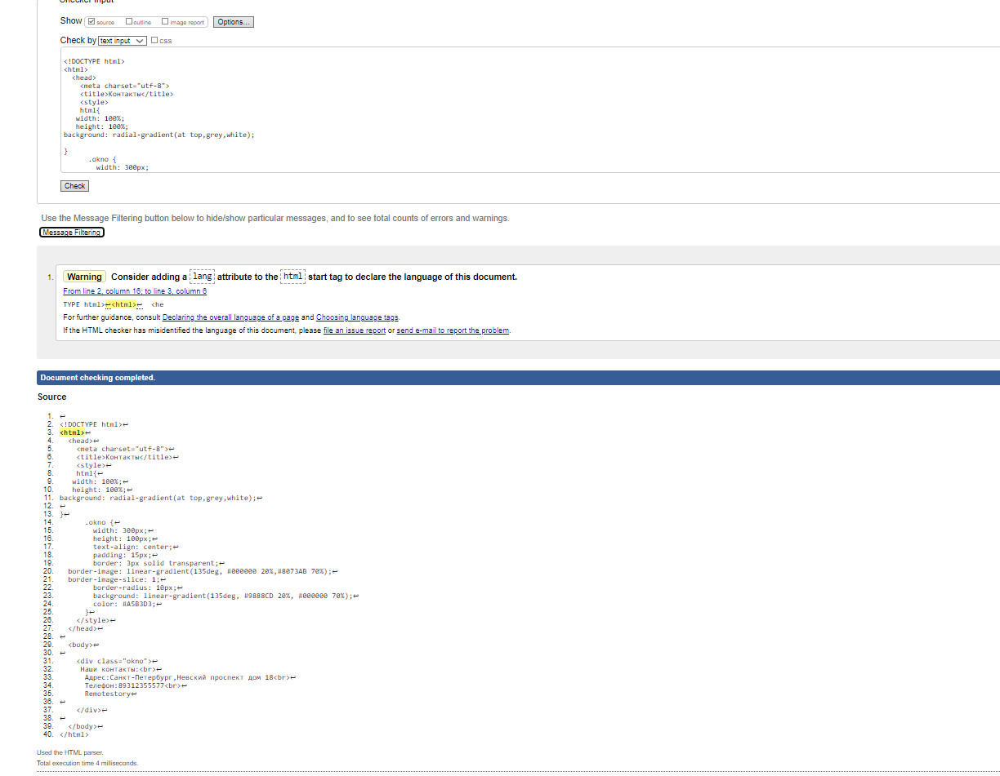 Checker Input
Show source outline image report Options...
Check by text input css
<!DOCTYPE html>
<html>
<head>
<meta charset="utf-8">
<title>Контакты</title>
<style>
html{
width: 100%;
height: 100%;
background: radial-gradient(at top,grey,white);
}
.okno {
width: 300px;
Check
Use the Message Filtering button below to hide/show particular messages, and to see total counts of errors and warnings.
Message Filtering
1. Warning Consider adding a lang attribute to the html start tag to declare the language of this document.
From line 2, column 16; to line 3, column 6
TYPE html>↩<html>↩ <he
For further guidance, consult Declaring the overall language of a page and Choosing language tags.
If the HTML checker has misidentified the language of this document, please file an issue report or send e-mail to report the problem.
Document checking completed.
Source
1. ↩
2. <!DOCTYPE html>↩
3. <html>↩
4. <head>↩
5. <meta charset="utf-8">↩
6. <title>Контакты</title>↩
7. <style>↩
8. html{↩
9. width: 100%;↩
10. height: 100%;↩
11. background: radial-gradient(at top,grey,white);↩
12. ↩
13. }↩
14. .okno {↩
15. width: 300px;↩
16. height: 100px;↩
17. text-align: center;↩
18. padding: 15px;↩
19. border: 3px solid transparent;↩
20. border-image: linear-gradient(135deg, #000000 20%,#8073AB 70%);↩
21. border-image-slice: 1;↩
22. border-radius: 10px;↩
23. background: linear-gradient(135deg, #9888CD 20%, #000000 70%);↩
24. color: #A5B3D3;↩
25. }↩
26. </style>↩
27. </head>↩
28. ↩
29. <body>↩
30. ↩
31. <div class="okno">↩
32. Наши контакты:<br>↩
33. Адрес:Санкт-Петербург,Невский проспект дом 18<br>↩
34. Телефон:89312355577<br>↩
35. Remotestory↩
36. ↩
37. </div>↩
38. ↩
39. </body>↩
40. </html>
Used the HTML parser.
Total execution time 4 milliseconds.